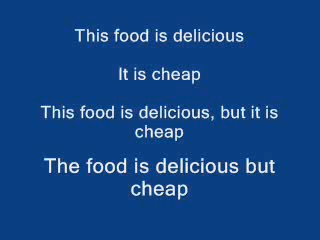 This food is delicious
It is cheap
This food is delicious, but it is
cheap
The food is delicious but
cheap